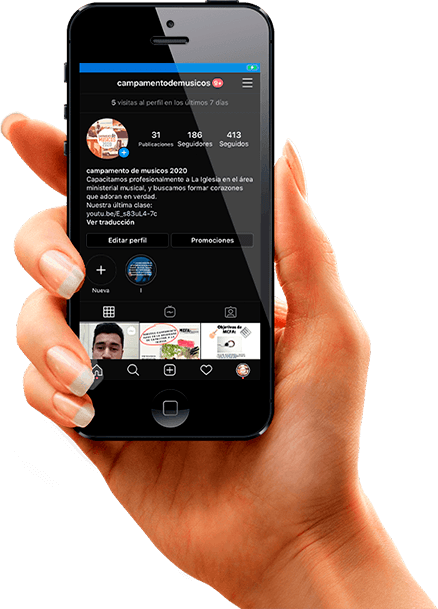 campamentodemusicos 9+
5 visitas al perfil en los últimos 7 días
31 186 413
Publicaciones Seguidores Seguidos
campamento de musicos 2020
Capacitamos profesionalmente a La Iglesia en el área
ministerial musical, y buscamos formar corazones
que adoran en verdad.
Nuestra última clase:
youtu.be/E_s83uL4-7c
Ver traducción
Editar perfil Promociones
Nueva I
Objetivos de
MCFA: